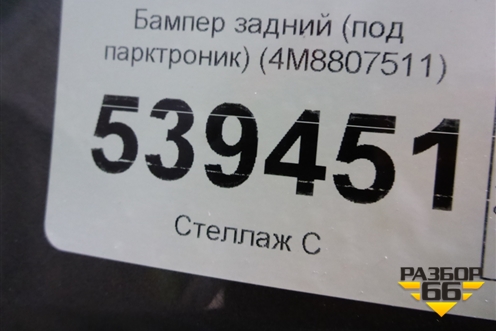 Бампер задний (под
парктроник) (4M8807511)
539451
Стеллаж С
РАЗБОР
66